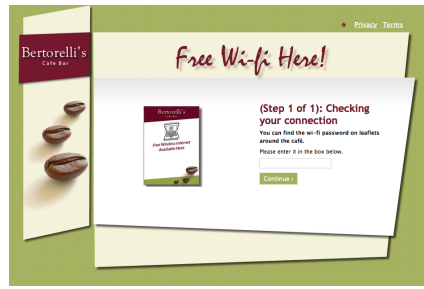 Privacy Terms
Bertorelli's
Cafe Bar
Free Wi-fi Here!
Bertorelli's
Free Wireless Internet
Available Here
(Step 1 of 1): Checking
your connection
You can find the wi-fi password on leaflets
around the café.
Please enter it in the box below.
Continue ›